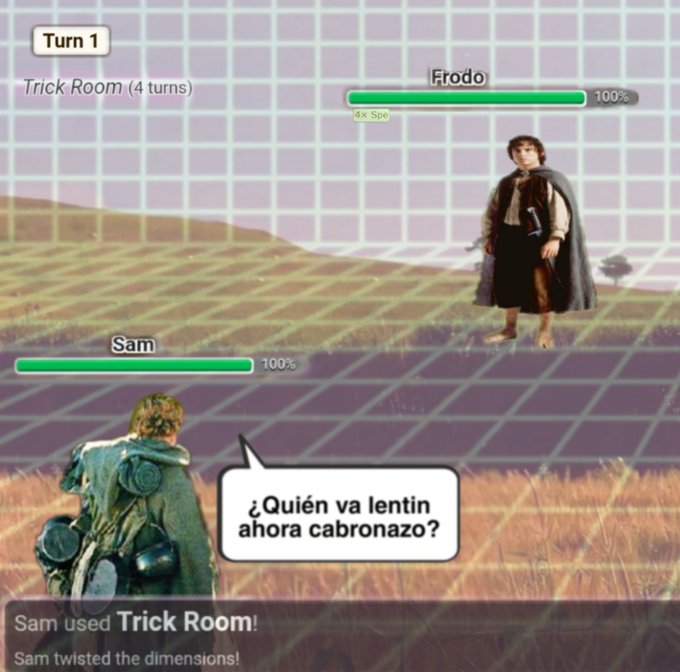 Turn 1
Trick Room (4 turns)
Frodo
100%
4× Spe
Sam
100%
¿Quién va lentin
ahora cabronazo?
Sam used Trick Room!
Sam twisted the dimensions!